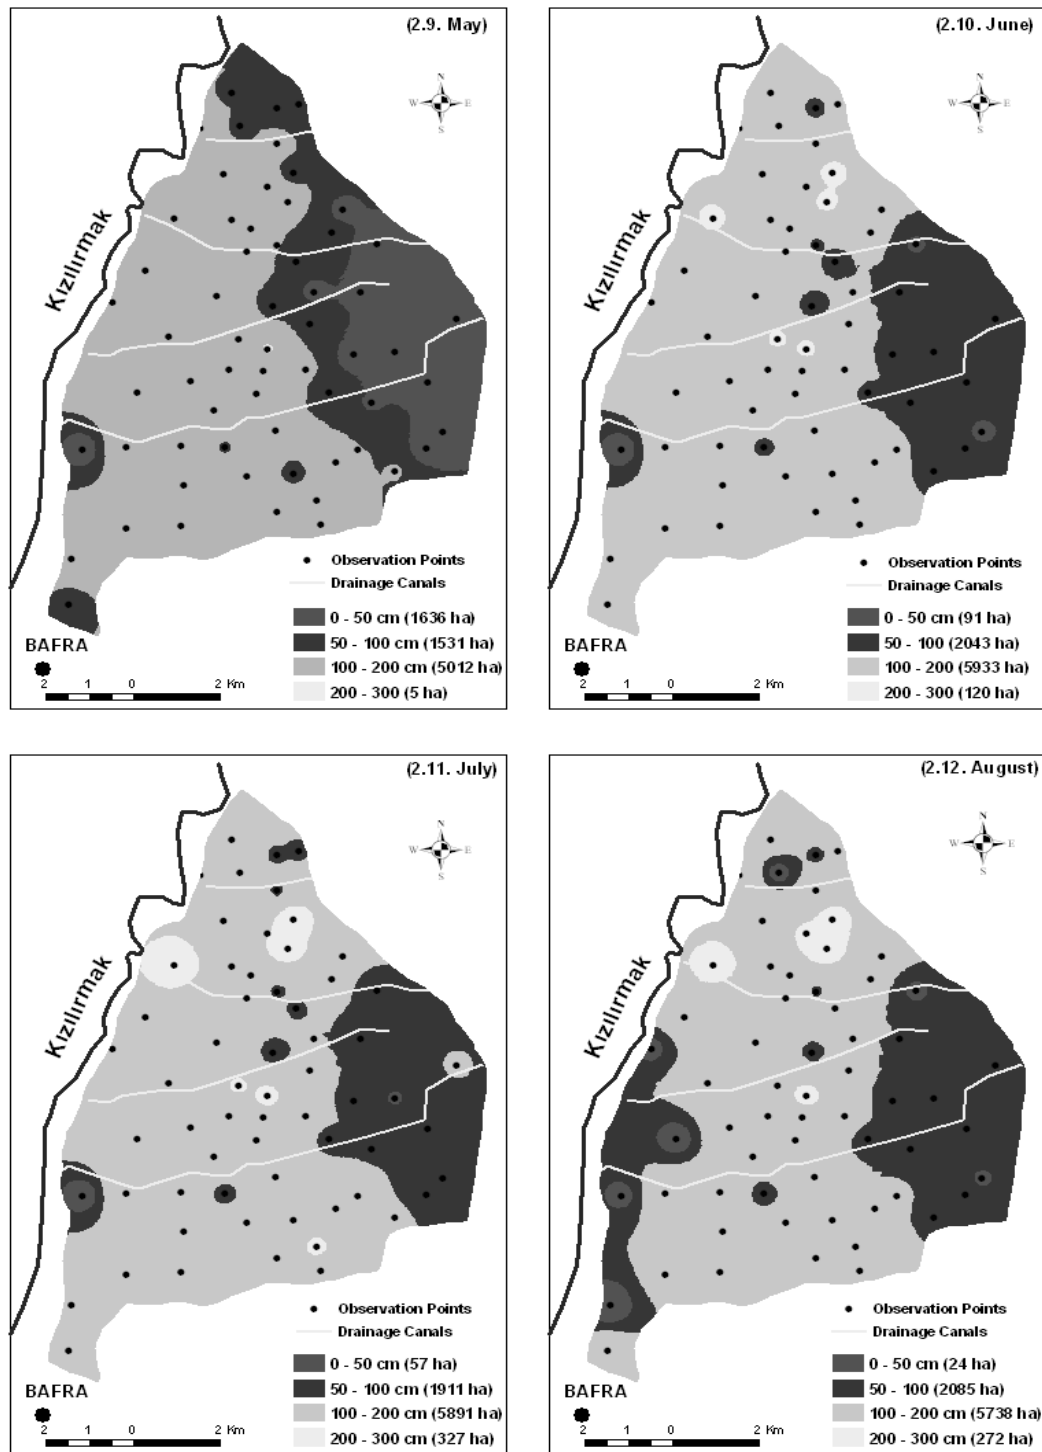 (2.9. May)
N
W E
S
Kızılırmak
Observation Points
Drainage Canals
0 - 50 cm (1636 ha)
50 - 100 cm (1531 ha)
100 - 200 cm (5012 ha)
200 - 300 (5 ha)
BAFRA
2 1 0 2 Km
(2.10. June)
N
W E
S
Kızılırmak
Observation Points
Drainage Canals
0 - 50 cm (91 ha)
50 - 100 (2043 ha)
100 - 200 (5933 ha)
200 - 300 (120 ha)
BAFRA
2 1 0 2 Km
(2.11. July)
N
W E
S
Kızılırmak
Observation Points
Drainage Canals
0 - 50 cm (57 ha)
50 - 100 cm (1911 ha)
100 - 200 cm (5891 ha)
200 - 300 cm (327 ha)
BAFRA
2 1 0 2 Km
(2.12. August)
N
W E
S
Kızılırmak
Observation Points
Drainage Canals
0 - 50 cm (24 ha)
50 - 100 (2085 ha)
100 - 200 cm (5738 ha)
200 - 300 cm (272 ha)
BAFRA
2 1 0 2 Km